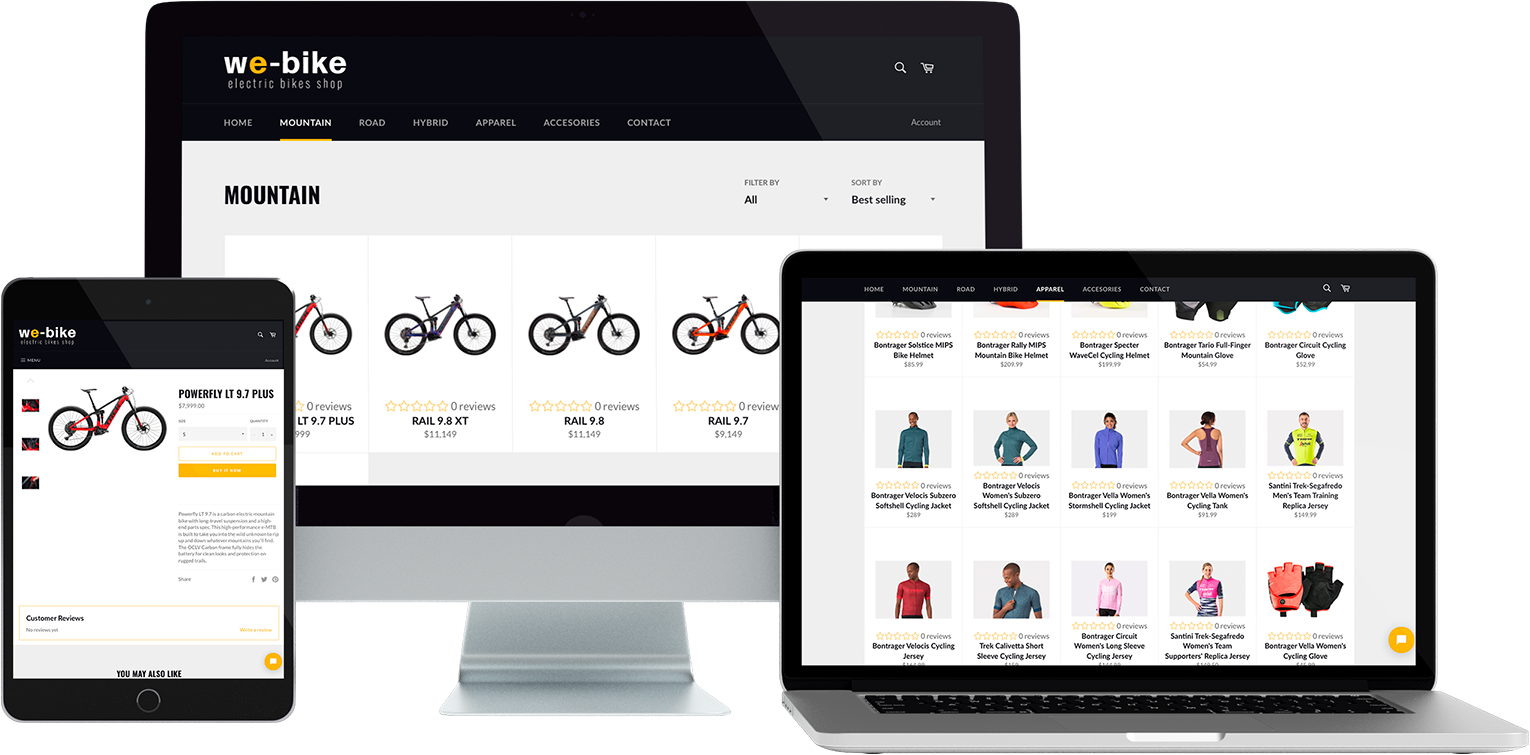 we-bike
electric bikes shop
HOME MOUNTAIN ROAD HYBRID APPAREL ACCESORIES CONTACT
Account
MOUNTAIN
FILTER BY
All
SORT BY
Best selling
0 reviews
LT 9.7 PLUS
999
0 reviews
RAIL 9.8 XT
$11,149
0 reviews
RAIL 9.8
$11,149
0 review
RAIL 9.7
$9,149
we-bike
electric bikes shop
MENU
Account
POWERFLY LT 9.7 PLUS
$7,999.00
SIZE
QUANTITY
S
1
ADD TO CART
BUY IT NOW
Powerfly LT 9.7 is a carbon electric mountain
bike with long-travel suspension and a high-
end parts spec. This high-performance e-MTB
is built to take you into the wild unknown to rip
up and down whatever mountains you'll find.
The OCLV Carbon frame fully hides the
battery for clean looks and protection on
rugged trails.
Share
Customer Reviews
No reviews yet
Write a review
YOU MAY ALSO LIKE
HOME MOUNTAIN ROAD HYBRID APPAREL ACCESORIES CONTACT
0 reviews
Bontrager Solstice MIPS
Bike Helmet
$85.99
0 reviews
Bontrager Rally MIPS
Mountain Bike Helmet
$209.99
0 reviews
Bontrager Specter
WaveCel Cycling Helmet
$199.99
0 reviews
Bontrager Tario Full-Finger
Mountain Glove
$54.99
0 reviews
Bontrager Circuit Cycling
Glove
$52.99
0 reviews
Bontrager Velocis Subzero
Softshell Cycling Jacket
$289
0 reviews
Bontrager Velocis
Women's Subzero
Softshell Cycling Jacket
$289
0 reviews
Bontrager Vella Women's
Stormshell Cycling Jacket
$199
0 reviews
Bontrager Vella Women's
Cycling Tank
$91.99
0 reviews
Santini Trek-Segafredo
Men's Team Training
Replica Jersey
$149.99
0 reviews
Bontrager Velocis Cycling
Jersey
0 reviews
Trek Calivetta Short
Sleeve Cycling Jersey
0 reviews
Bontrager Circuit
Women's Long Sleeve
Cycling Jersey
0 reviews
Santini Trek-Segafredo
Women's Team
Supporters' Replica Jersey
0 reviews
Bontrager Vella Women's
Cycling Glove